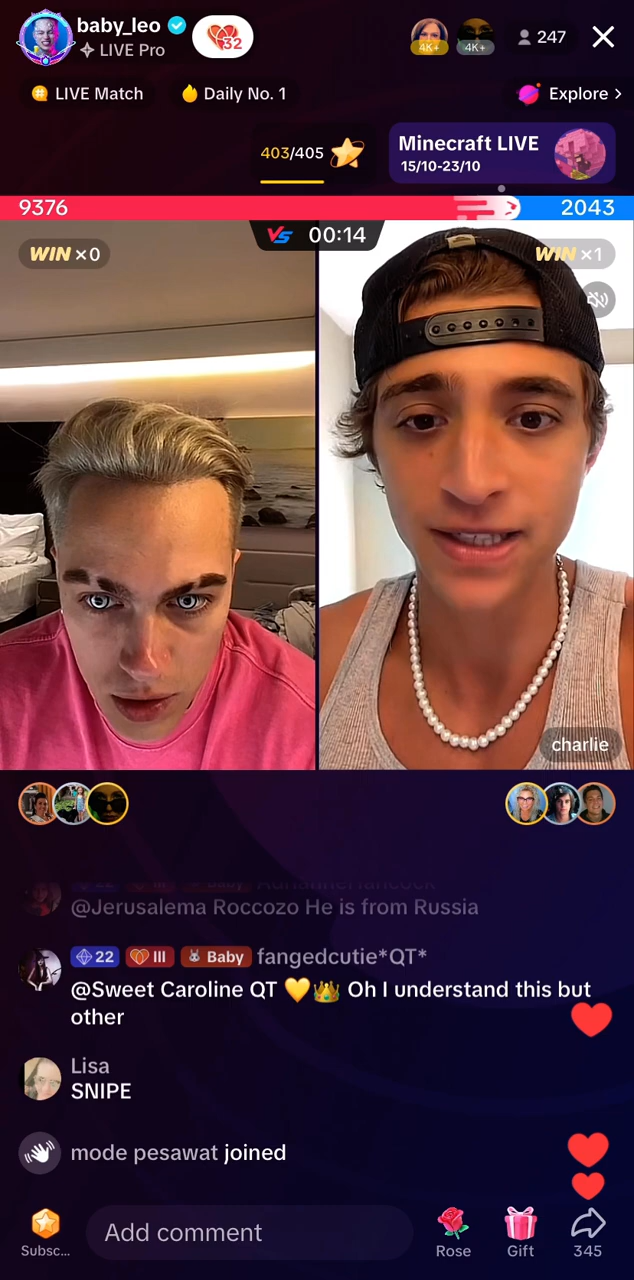 baby_leo
LIVE Pro
32
4K+
4K+
247
LIVE Match
Daily No. 1
Explore >
403/405
Minecraft LIVE
15/10-23/10
9376
2043
VS 00:14
WIN ×0
WIN ×1
charlie
@Jerusalema Roccozo He is from Russia
22 III Baby fangedcutie*QT*
@Sweet Caroline QT 💛👑 Oh I understand this but
other
Lisa
SNIPE
mode pesawat joined
Subsc...
Add comment
Rose
Gift
345